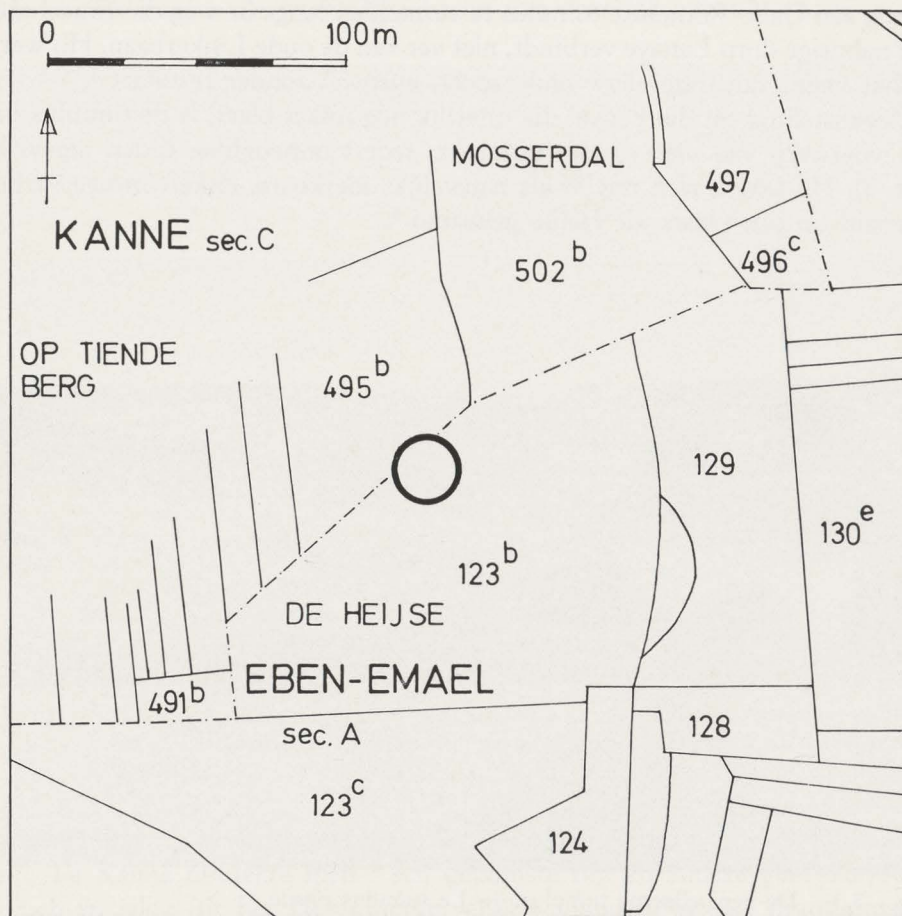 0 100m
MOSSERDAL
497
KANNE sec.C
502b
496c
OP TIENDE
BERG
495b
129
130e
123b
DE HEIJSE
491b
EBEN-EMAEL
sec. A
128
123c
124